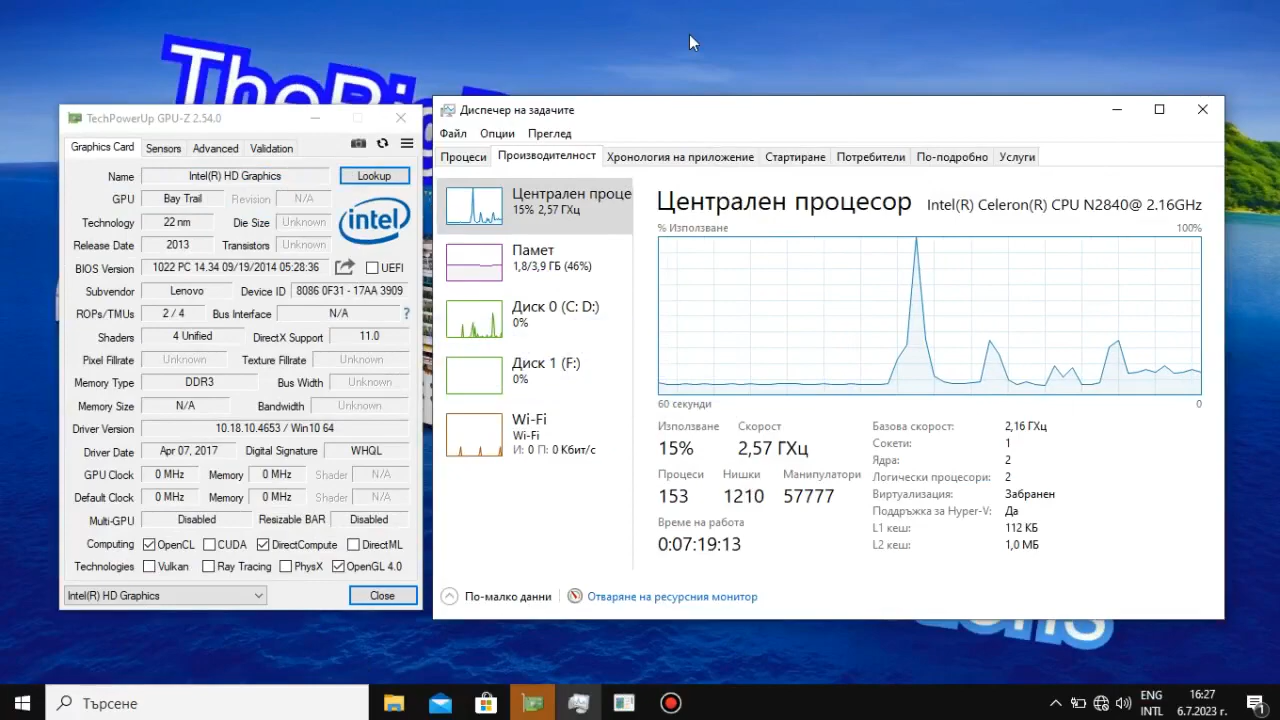 TheBig
TechPowerUp GPU-Z 2.54.0
Graphics Card Sensors Advanced Validation
Name Intel(R) HD Graphics Lookup
GPU Bay Trail Revision N/A
intel
Technology 22 nm Die Size Unknown
Release Date 2013 Transistors Unknown
BIOS Version 1022 PC 14.34 09/19/2014 05:28:36 UEFI
Subvendor Lenovo Device ID 8086 0F31 - 17AA 3909
ROPs/TMUs 2 / 4 Bus Interface N/A ?
Shaders 4 Unified DirectX Support 11.0
Pixel Fillrate Unknown Texture Fillrate Unknown
Memory Type DDR3 Bus Width Unknown
Memory Size N/A Bandwidth Unknown
Driver Version 10.18.10.4653 / Win10 64
Driver Date Apr 07, 2017 Digital Signature WHQL
GPU Clock 0 MHz Memory 0 MHz Shader N/A
Default Clock 0 MHz Memory 0 MHz Shader N/A
Multi-GPU Disabled Resizable BAR Disabled
Computing OpenCL CUDA DirectCompute DirectML
Technologies Vulkan Ray Tracing PhysX OpenGL 4.0
Intel(R) HD Graphics Close
Диспечер на задачите
Файл Опции Преглед
Процеси Производителност Хронология на приложение Стартиране Потребители По-подробно Услуги
Централен проце
15% 2,57 ГХц
Памет
1,8/3,9 ГБ (46%)
Диск 0 (C: D:)
0%
Диск 1 (F:)
0%
Wi-Fi
Wi-Fi
И: 0 П: 0 Кбит/с
Централен процесор Intel(R) Celeron(R) CPU N2840@ 2.16GHz
% Използване 100%
60 секунди 0
Използване Скорост
15% 2,57 ГХц
Процеси Нишки Манипулатори
153 1210 57777
Време на работа
0:07:19:13
Базова скорост: 2,16 ГХц
Сокети: 1
Ядра: 2
Логически процесори: 2
Виртуализация: Забранен
Поддръжка за Hyper-V: Да
L1 кеш: 112 КБ
L2 кеш: 1,0 МБ
По-малко данни Отваряне на ресурсния монитор
Търсене
ENG
INTL
16:27
6.7.2023 г.
1